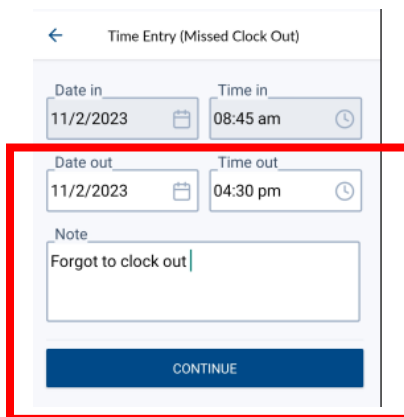 Time Entry (Missed Clock Out)
Date in Time in
11/2/2023 08:45 am
Date out Time out
11/2/2023 04:30 pm
Note
Forgot to clock out
CONTINUE